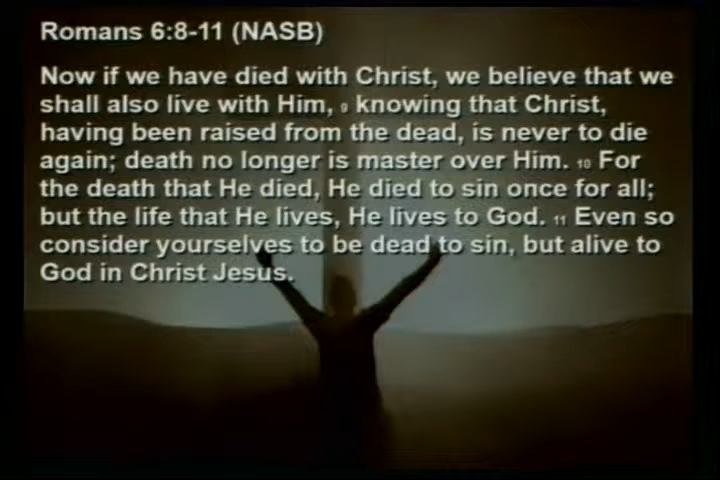 Romans 6:8-11 (NASB)
Now if we have died with Christ, we believe that we
shall also live with Him, 9 knowing that Christ,
having been raised from the dead, is never to die
again; death no longer is master over Him. 10 For
the death that He died, He died to sin once for all;
but the life that He lives, He lives to God. 11 Even so
consider yourselves to be dead to sin, but alive to
God in Christ Jesus.